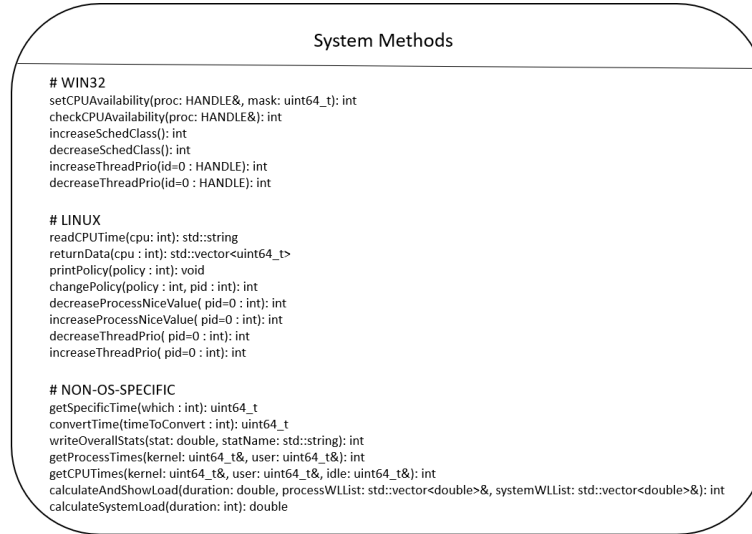 System Methods
# WIN32
setCPUAvailability(proc: HANDLE&, mask: uint64_t): int
checkCPUAvailability(proc: HANDLE&): int
increaseSchedClass(): int
decreaseSchedClass(): int
increaseThreadPrio(id=0 : HANDLE): int
decreaseThreadPrio(id=0 : HANDLE): int
# LINUX
readCPUTime(cpu: int): std::string
returnData(cpu : int): std::vector<uint64_t>
printPolicy(policy : int): void
changePolicy(policy : int, pid : int): int
decreaseProcessNiceValue( pid=0 : int): int
increaseProcessNiceValue( pid=0 : int): int
decreaseThreadPrio( pid=0 : int): int
increaseThreadPrio( pid=0 : int): int
# NON-OS-SPECIFIC
getSpecificTime(which : int): uint64_t
convertTime(timeToConvert : int): uint64_t
writeOverallStats(stat: double, statName: std::string): int
getProcessTimes(kernel: uint64_t&, user: uint64_t&): int
getCPUTimes(kernel: uint64_t&, user: uint64_t&, idle: uint64_t&): int
calculateAndShowLoad(duration: double, processWLList: std::vector<double>&, systemWLList: std::vector<double>&): int
calculateSystemLoad(duration: int): double